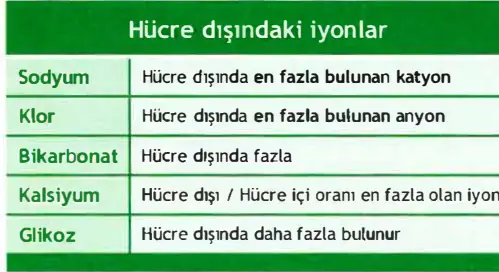 Hücre dışındaki iyonlar
Sodyum Hücre dışında en fazla bulunan katyon
Klor Hücre dışında en fazla bulunan anyon
Bikarbonat Hücre dışında fazla
Kalsiyum Hücre dışı / Hücre içi oranı en fazla olan iyon
Glikoz Hücre dışında daha fazla bulunur